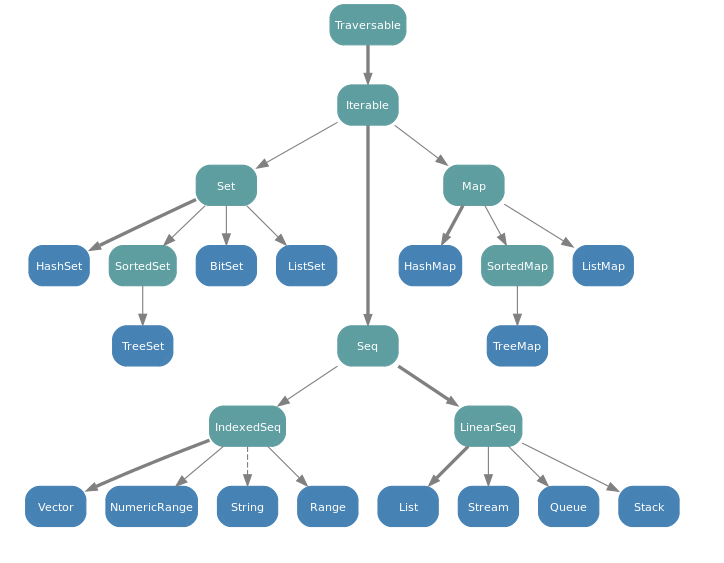 Traversable
Iterable
Set
Map
HashSet
SortedSet
BitSet
ListSet
HashMap
SortedMap
ListMap
TreeSet
Seq
TreeMap
IndexedSeq
LinearSeq
Vector
NumericRange
String
Range
List
Stream
Queue
Stack